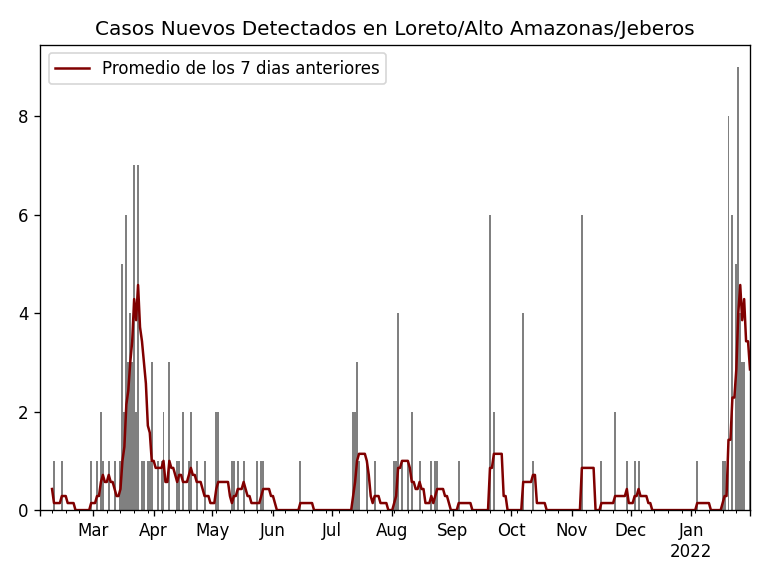 Casos Nuevos Detectados en Loreto/Alto Amazonas/Jeberos
Promedio de los 7 dias anteriores
8
6
4
2
0
Mar Apr May Jun Jul Aug Sep Oct Nov Dec Jan
2022